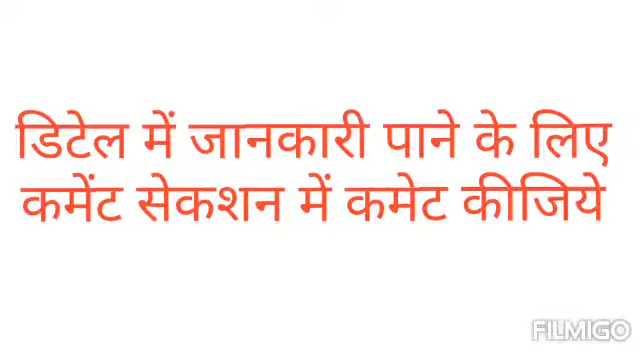 डिटेल में जानकारी पाने के लिए
कमेंट सेकशन में कमेट कीजिये
FILMIGO